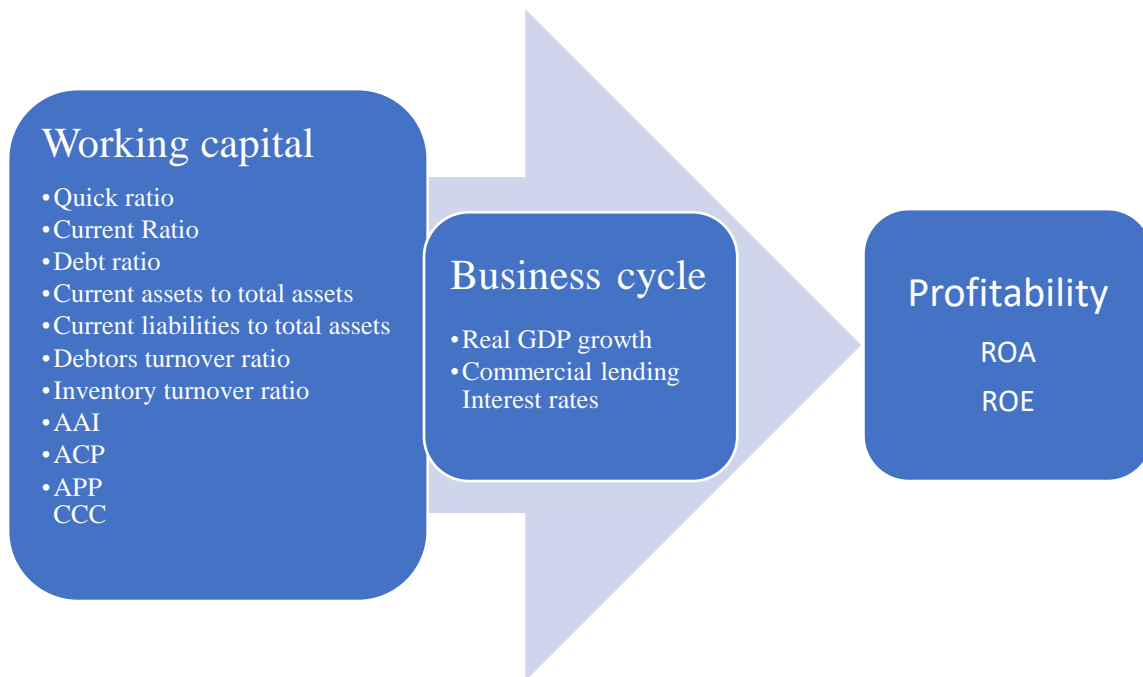 Working capital
•Quick ratio
•Current Ratio
•Debt ratio
•Current assets to total assets
•Current liabilities to total assets
•Debtors turnover ratio
•Inventory turnover ratio
•AAI
•ACP
•APP
CCC
Business cycle
•Real GDP growth
•Commercial lending
Interest rates
Profitability
ROA
ROE